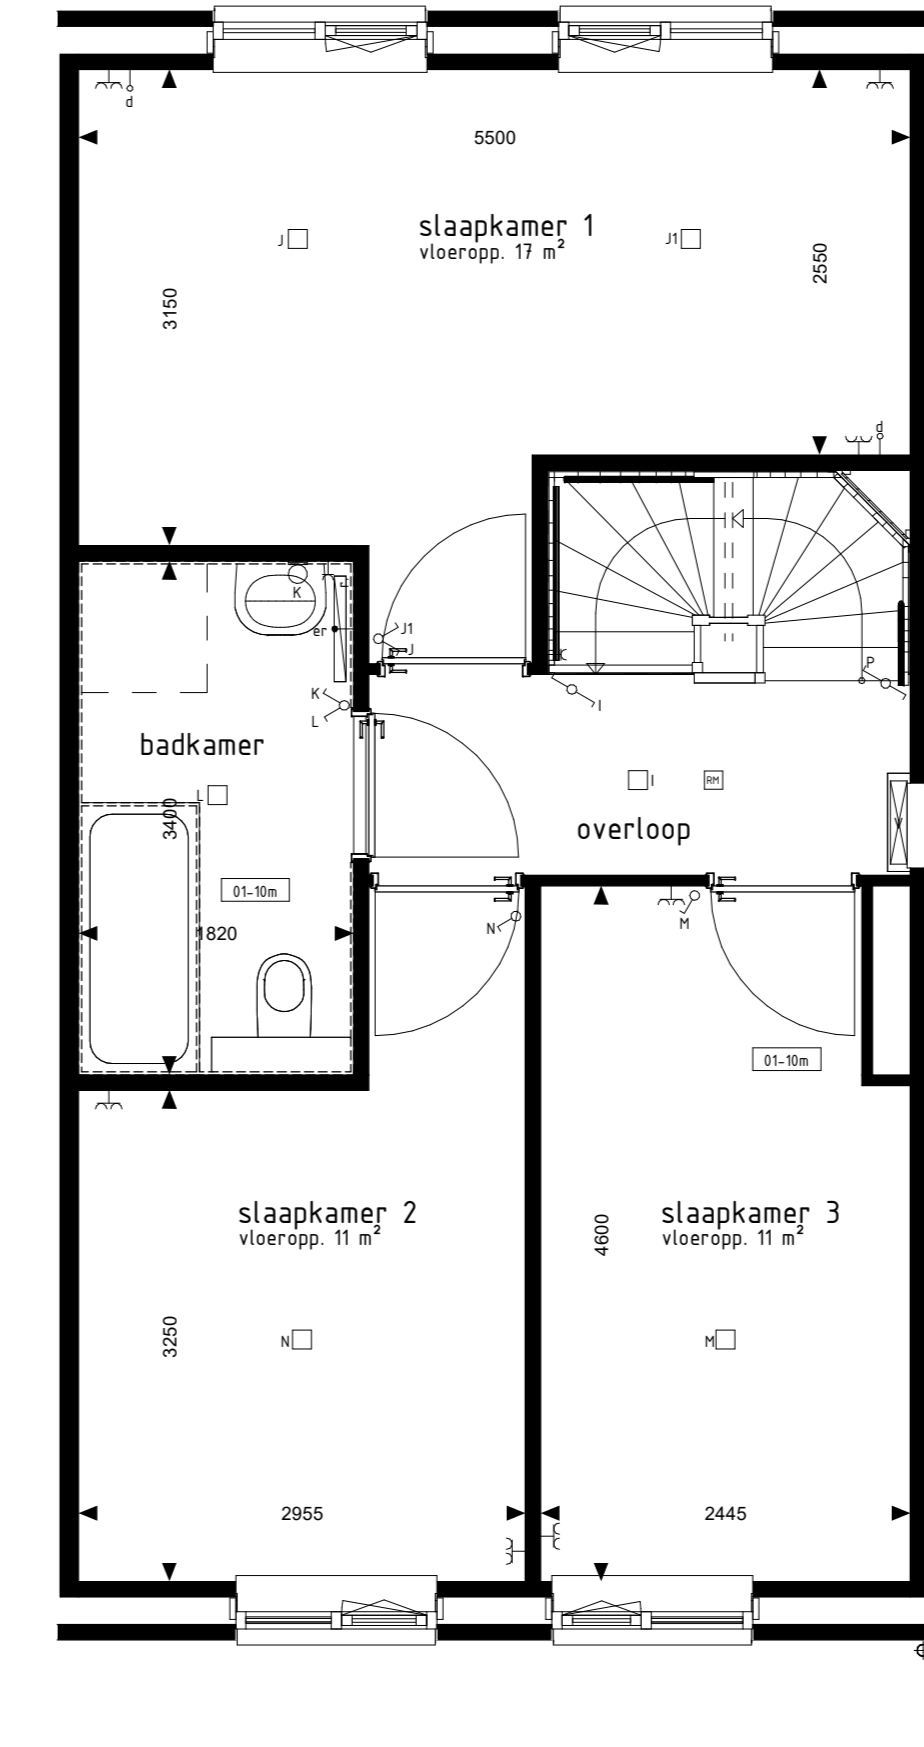 d
5500
slaapkamer 1
vloeropp. 17 m²
J
J1
2550
3150
d
K
er
J1
J
K
L
I
P
badkamer
L
3400
I
RM
overloop
01-10m
1820
N
M
01-10m
slaapkamer 2
vloeropp. 11 m²
slaapkamer 3
vloeropp. 11 m²
4600
3250
N
M
2955
2445